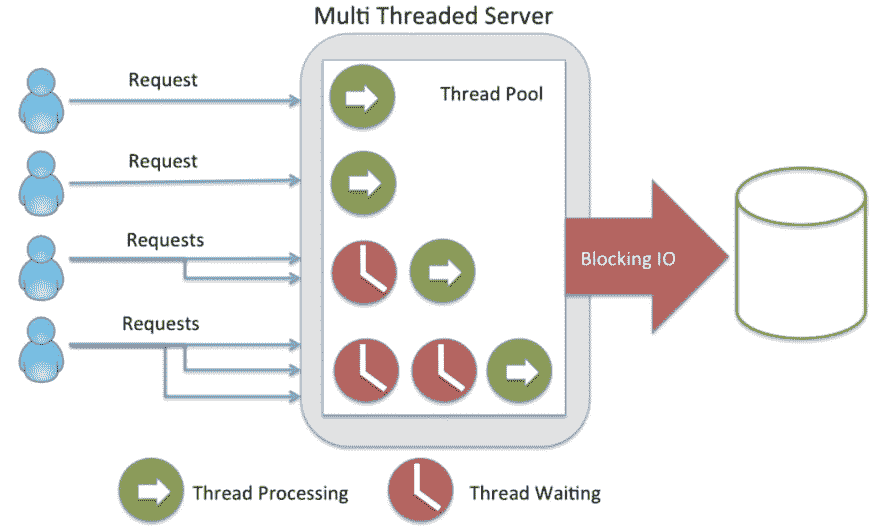 Multi Threaded Server
Request
Thread Pool
Request
Requests
Blocking IO
Requests
Thread Processing
Thread Waiting